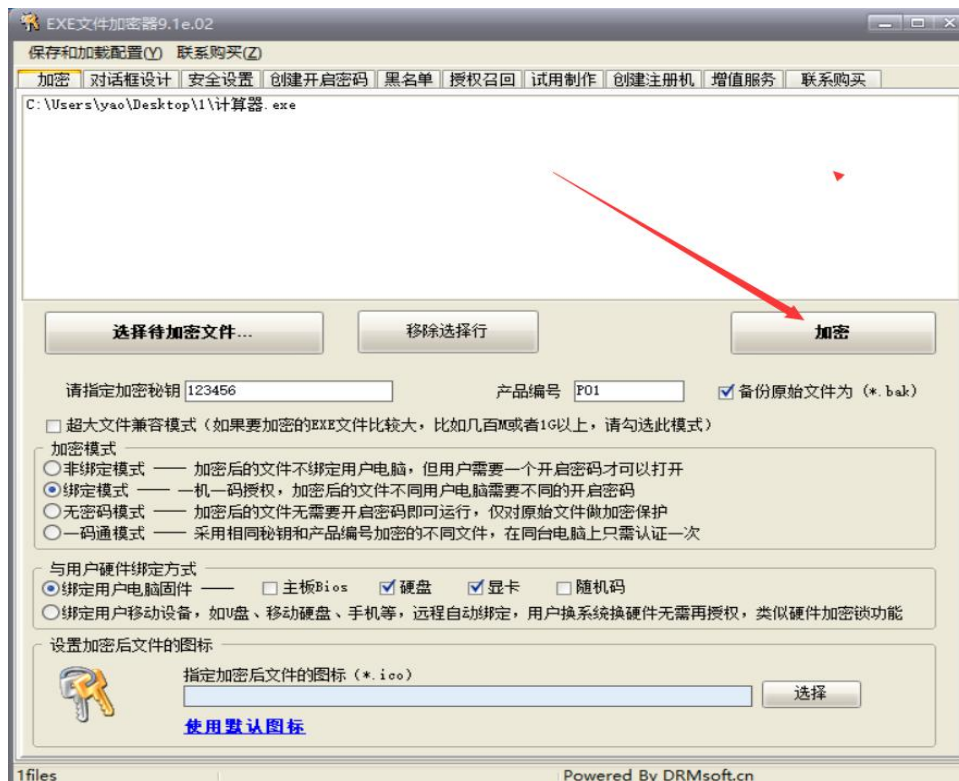 EXE文件加密器9.1e.02
保存和加载配置(Y) 联系购买(Z)
加密 对话框设计 安全设置 创建开启密码 黑名单 授权召回 试用制作 创建注册机 增值服务 联系购买
C:\Users\yao\Desktop\1\计算器.exe
选择待加密文件... 移除选择行 加密
请指定加密秘钥 123456 产品编号 P01 备份原始文件为 (*.bak)
超大文件兼容模式(如果要加密的EXE文件比较大，比如几百M或者1G以上，请勾选此模式)
加密模式
非绑定模式 —— 加密后的文件不绑定用户电脑，但用户需要一个开启密码才可以打开
绑定模式 —— 一机一码授权，加密后的文件不同用户电脑需要不同的开启密码
无密码模式 —— 加密后的文件无需要开启密码即可运行，仅对原始文件做加密保护
一码通模式 —— 采用相同秘钥和产品编号加密的不同文件，在同台电脑上只需认证一次
与用户硬件绑定方式
绑定用户电脑固件 —— 主板Bios 硬盘 显卡 随机码
绑定用户移动设备，如U盘、移动硬盘、手机等，远程自动绑定，用户换系统换硬件无需再授权，类似硬件加密锁功能
设置加密后文件的图标
指定加密后文件的图标 (*.ico)
选择
使用默认图标
1files Powered By DRMsoft.cn